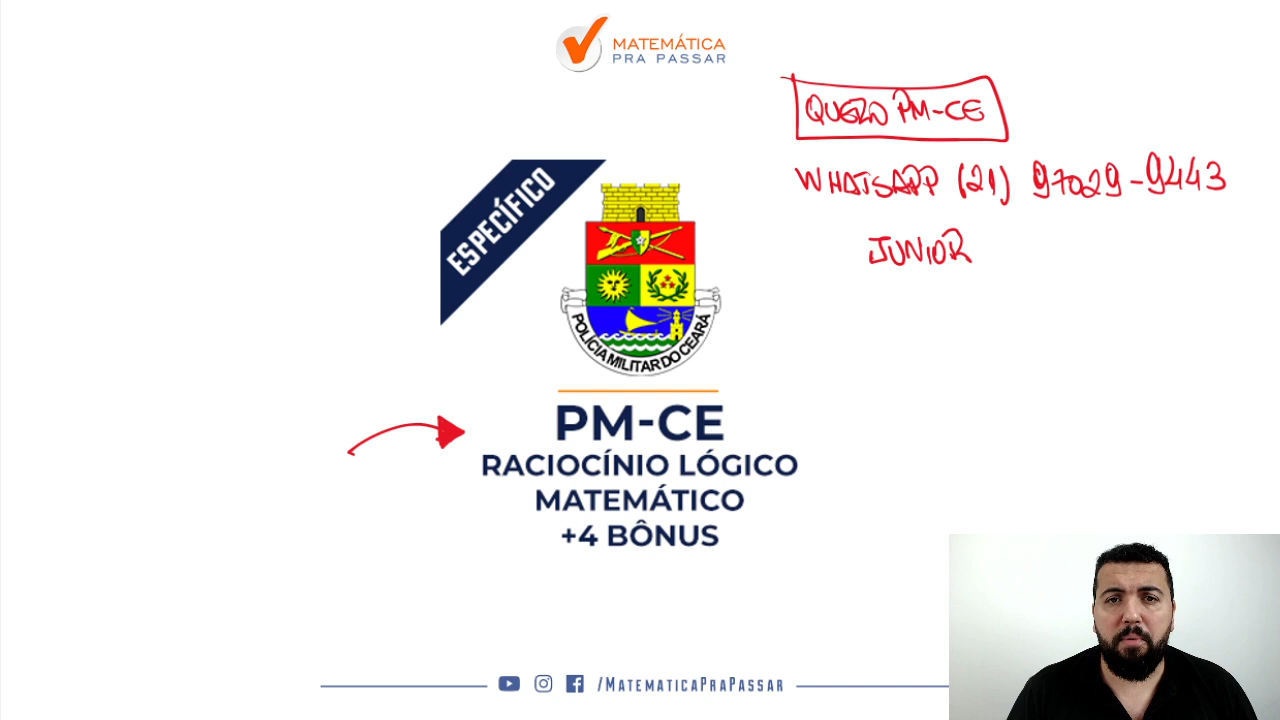 MATEMÁTICA
PRA PASSAR
QUERO PM-CE
WHATSAPP (21) 97029-9443
JUNIOR
ESPECÍFICO
POLÍCIA MILITAR DO CEARÁ
PM-CE
RACIOCÍNIO LÓGICO
MATEMÁTICO
+4 BÔNUS
/MATEMATICAPRAPASSAR